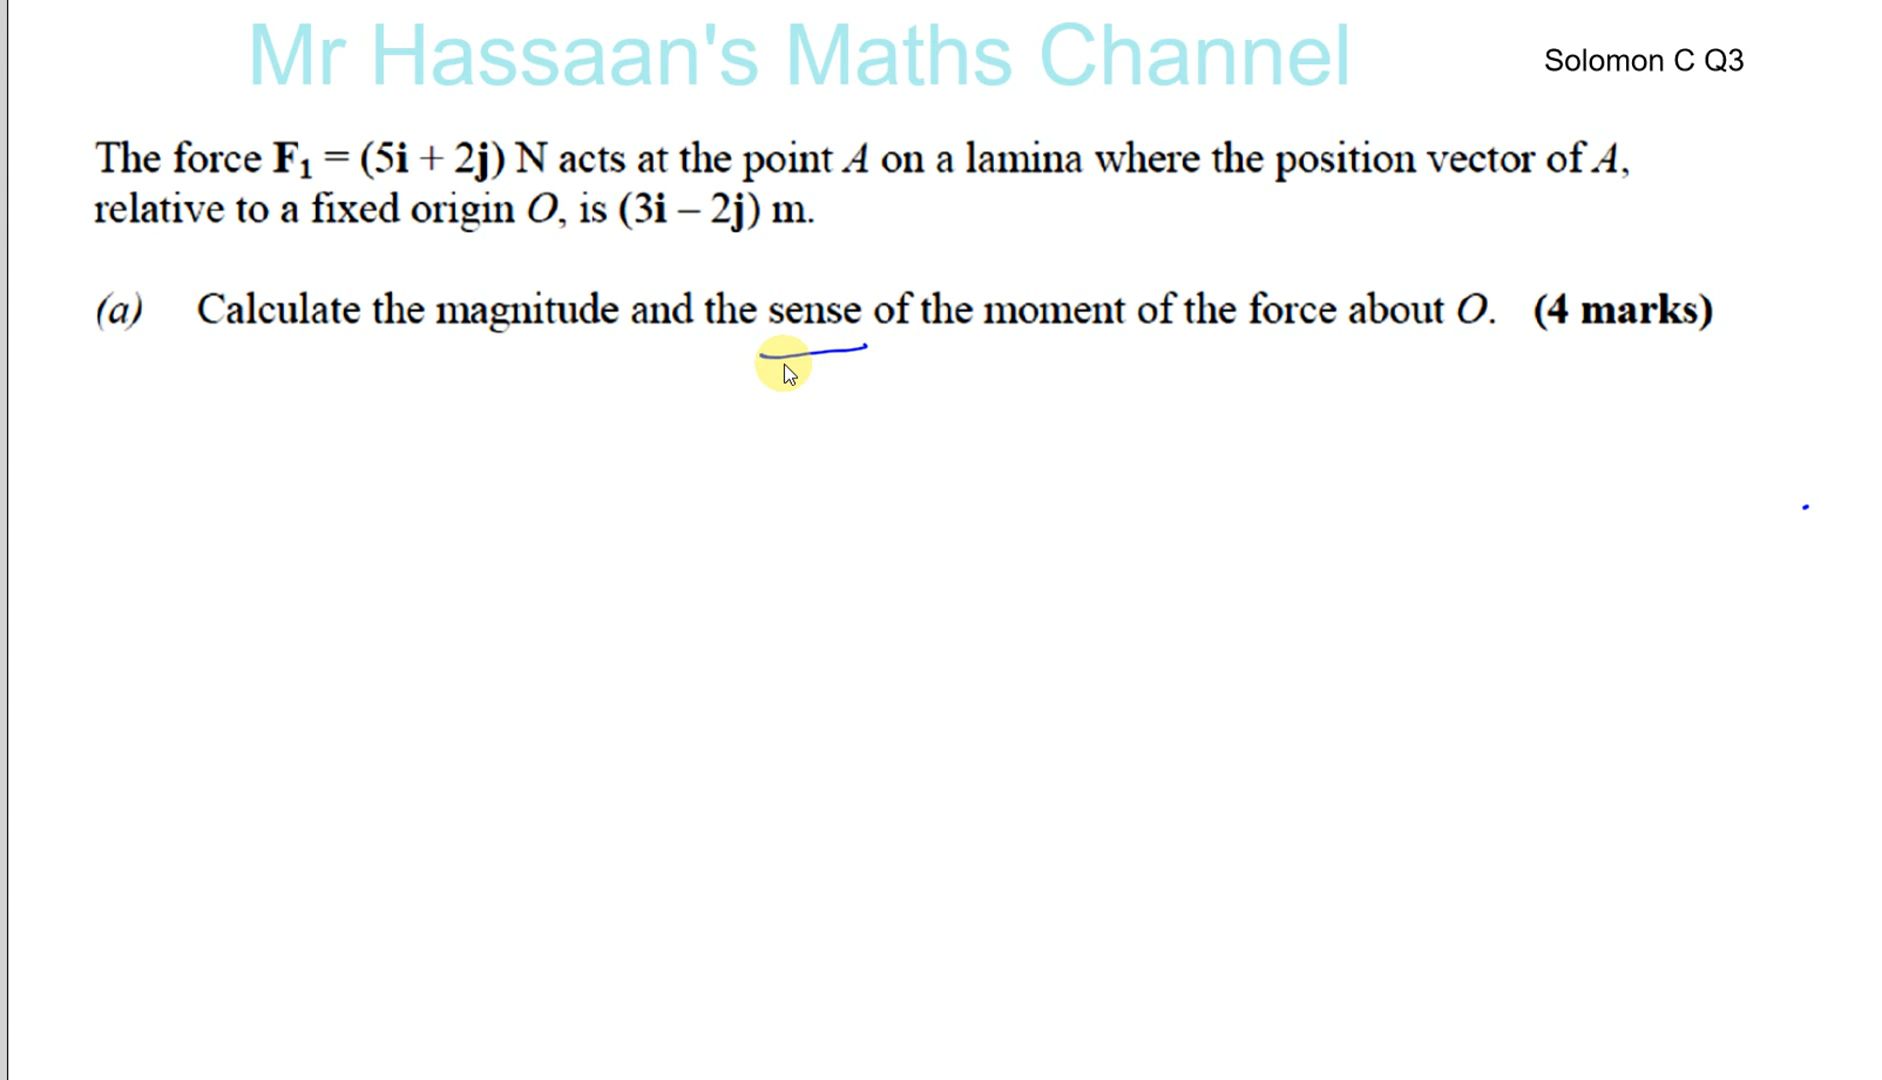 Mr Hassaan's Maths Channel
Solomon C Q3
The force F₁ = (5i + 2j) N acts at the point A on a lamina where the position vector of A,
relative to a fixed origin O, is (3i – 2j) m.
(a) Calculate the magnitude and the sense of the moment of the force about O. (4 marks)